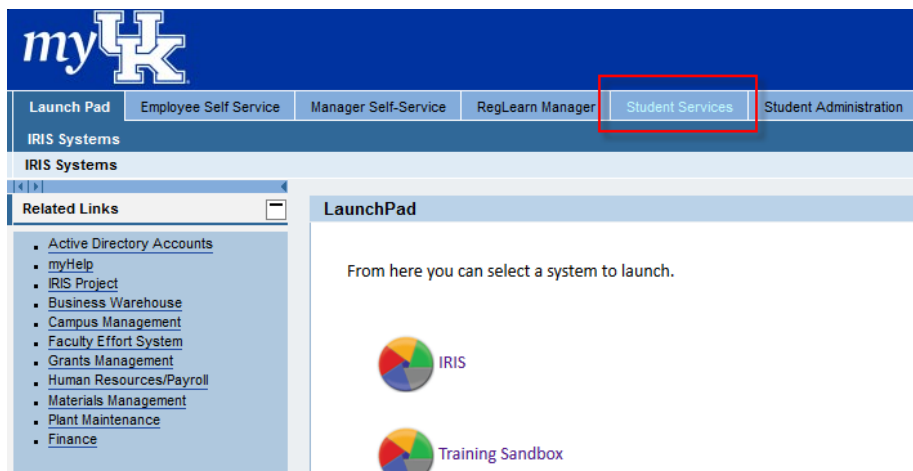 my UK
Launch Pad Employee Self Service Manager Self-Service RegLearn Manager Student Services Student Administration
IRIS Systems
IRIS Systems
Related Links
Active Directory Accounts
myHelp
IRIS Project
Business Warehouse
Campus Management
Faculty Effort System
Grants Management
Human Resources/Payroll
Materials Management
Plant Maintenance
Finance
LaunchPad
From here you can select a system to launch.
IRIS
Training Sandbox